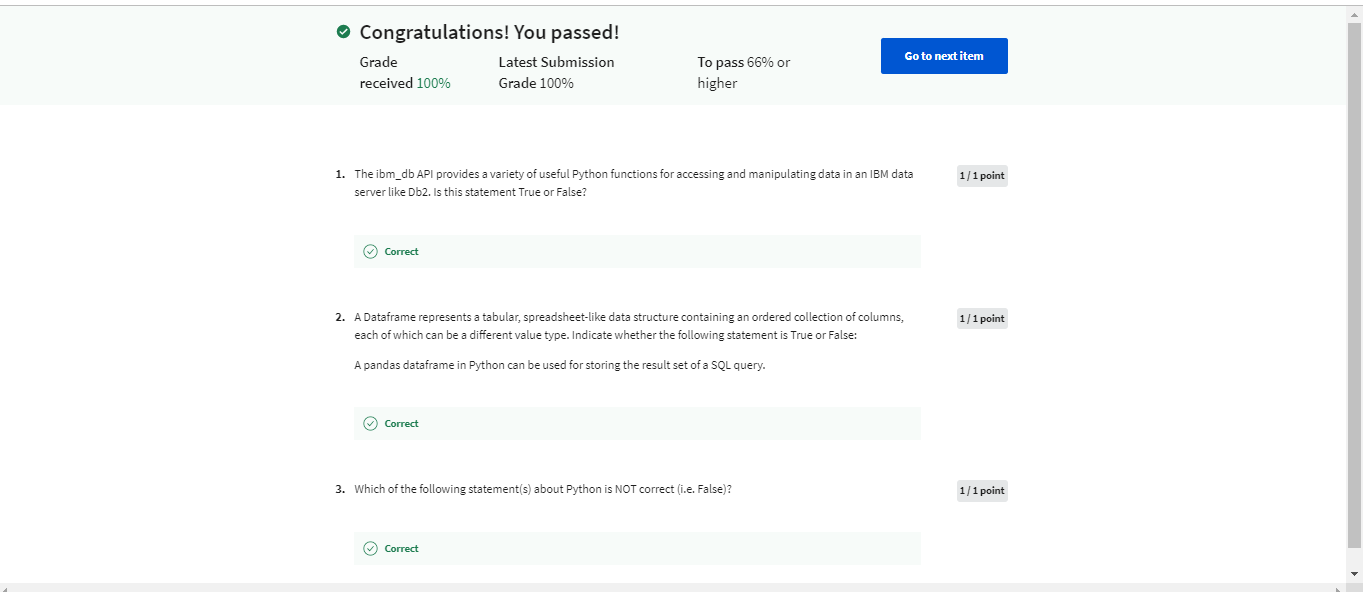 Congratulations! You passed!
Grade
received 100%
Latest Submission
Grade 100%
To pass 66% or
higher
Go to next item
1. The ibm_db API provides a variety of useful Python functions for accessing and manipulating data in an IBM data
server like Db2. Is this statement True or False?
1 / 1 point
Correct
2. A Dataframe represents a tabular, spreadsheet-like data structure containing an ordered collection of columns,
each of which can be a different value type. Indicate whether the following statement is True or False:
1 / 1 point
A pandas dataframe in Python can be used for storing the result set of a SQL query.
Correct
3. Which of the following statement(s) about Python is NOT correct (i.e. False)?
1 / 1 point
Correct